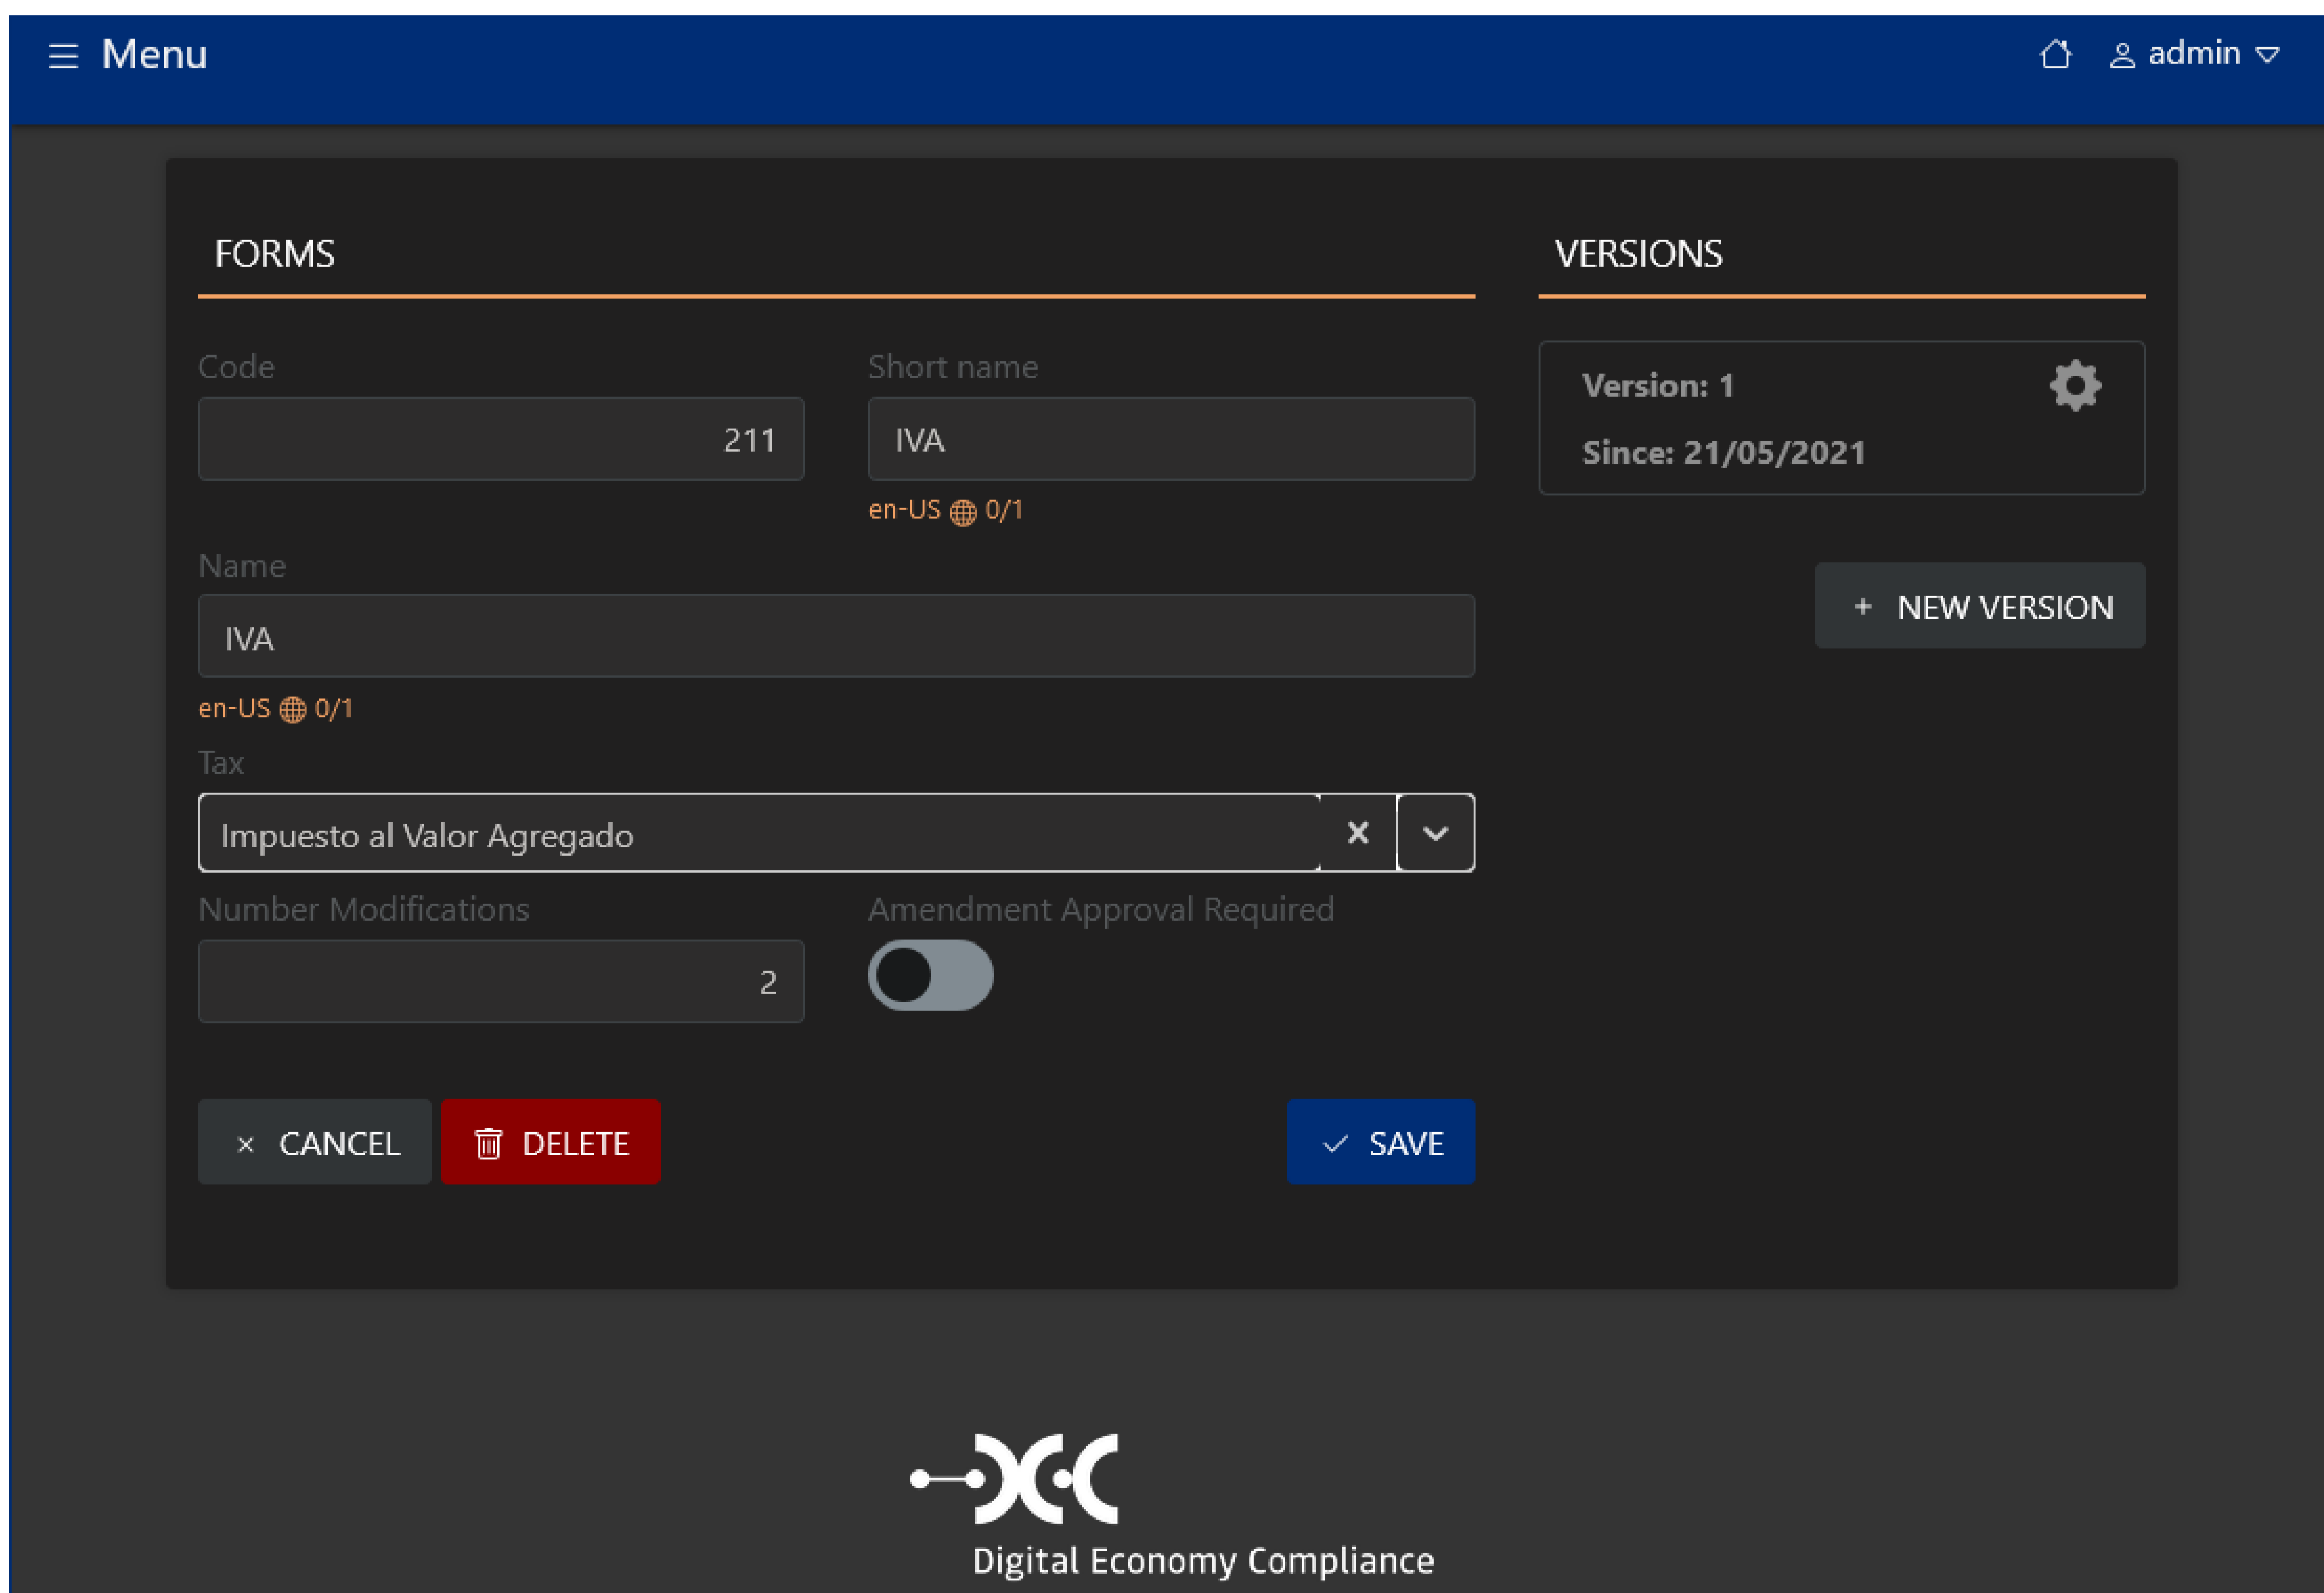 Menu
admin
FORMS
Code
211
Short name
IVA
en-US 0/1
Name
IVA
en-US 0/1
Tax
Impuesto al Valor Agregado
Number Modifications
2
Amendment Approval Required
× CANCEL
DELETE
SAVE
VERSIONS
Version: 1
Since: 21/05/2021
+ NEW VERSION
Digital Economy Compliance